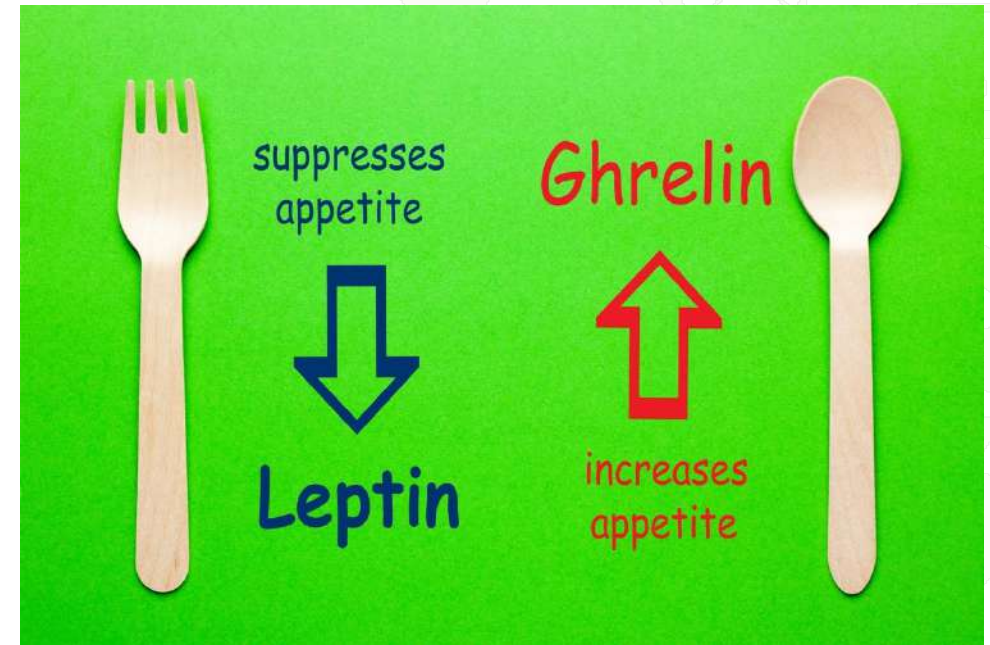 suppresses
appetite
Leptin
Ghrelin
increases
appetite